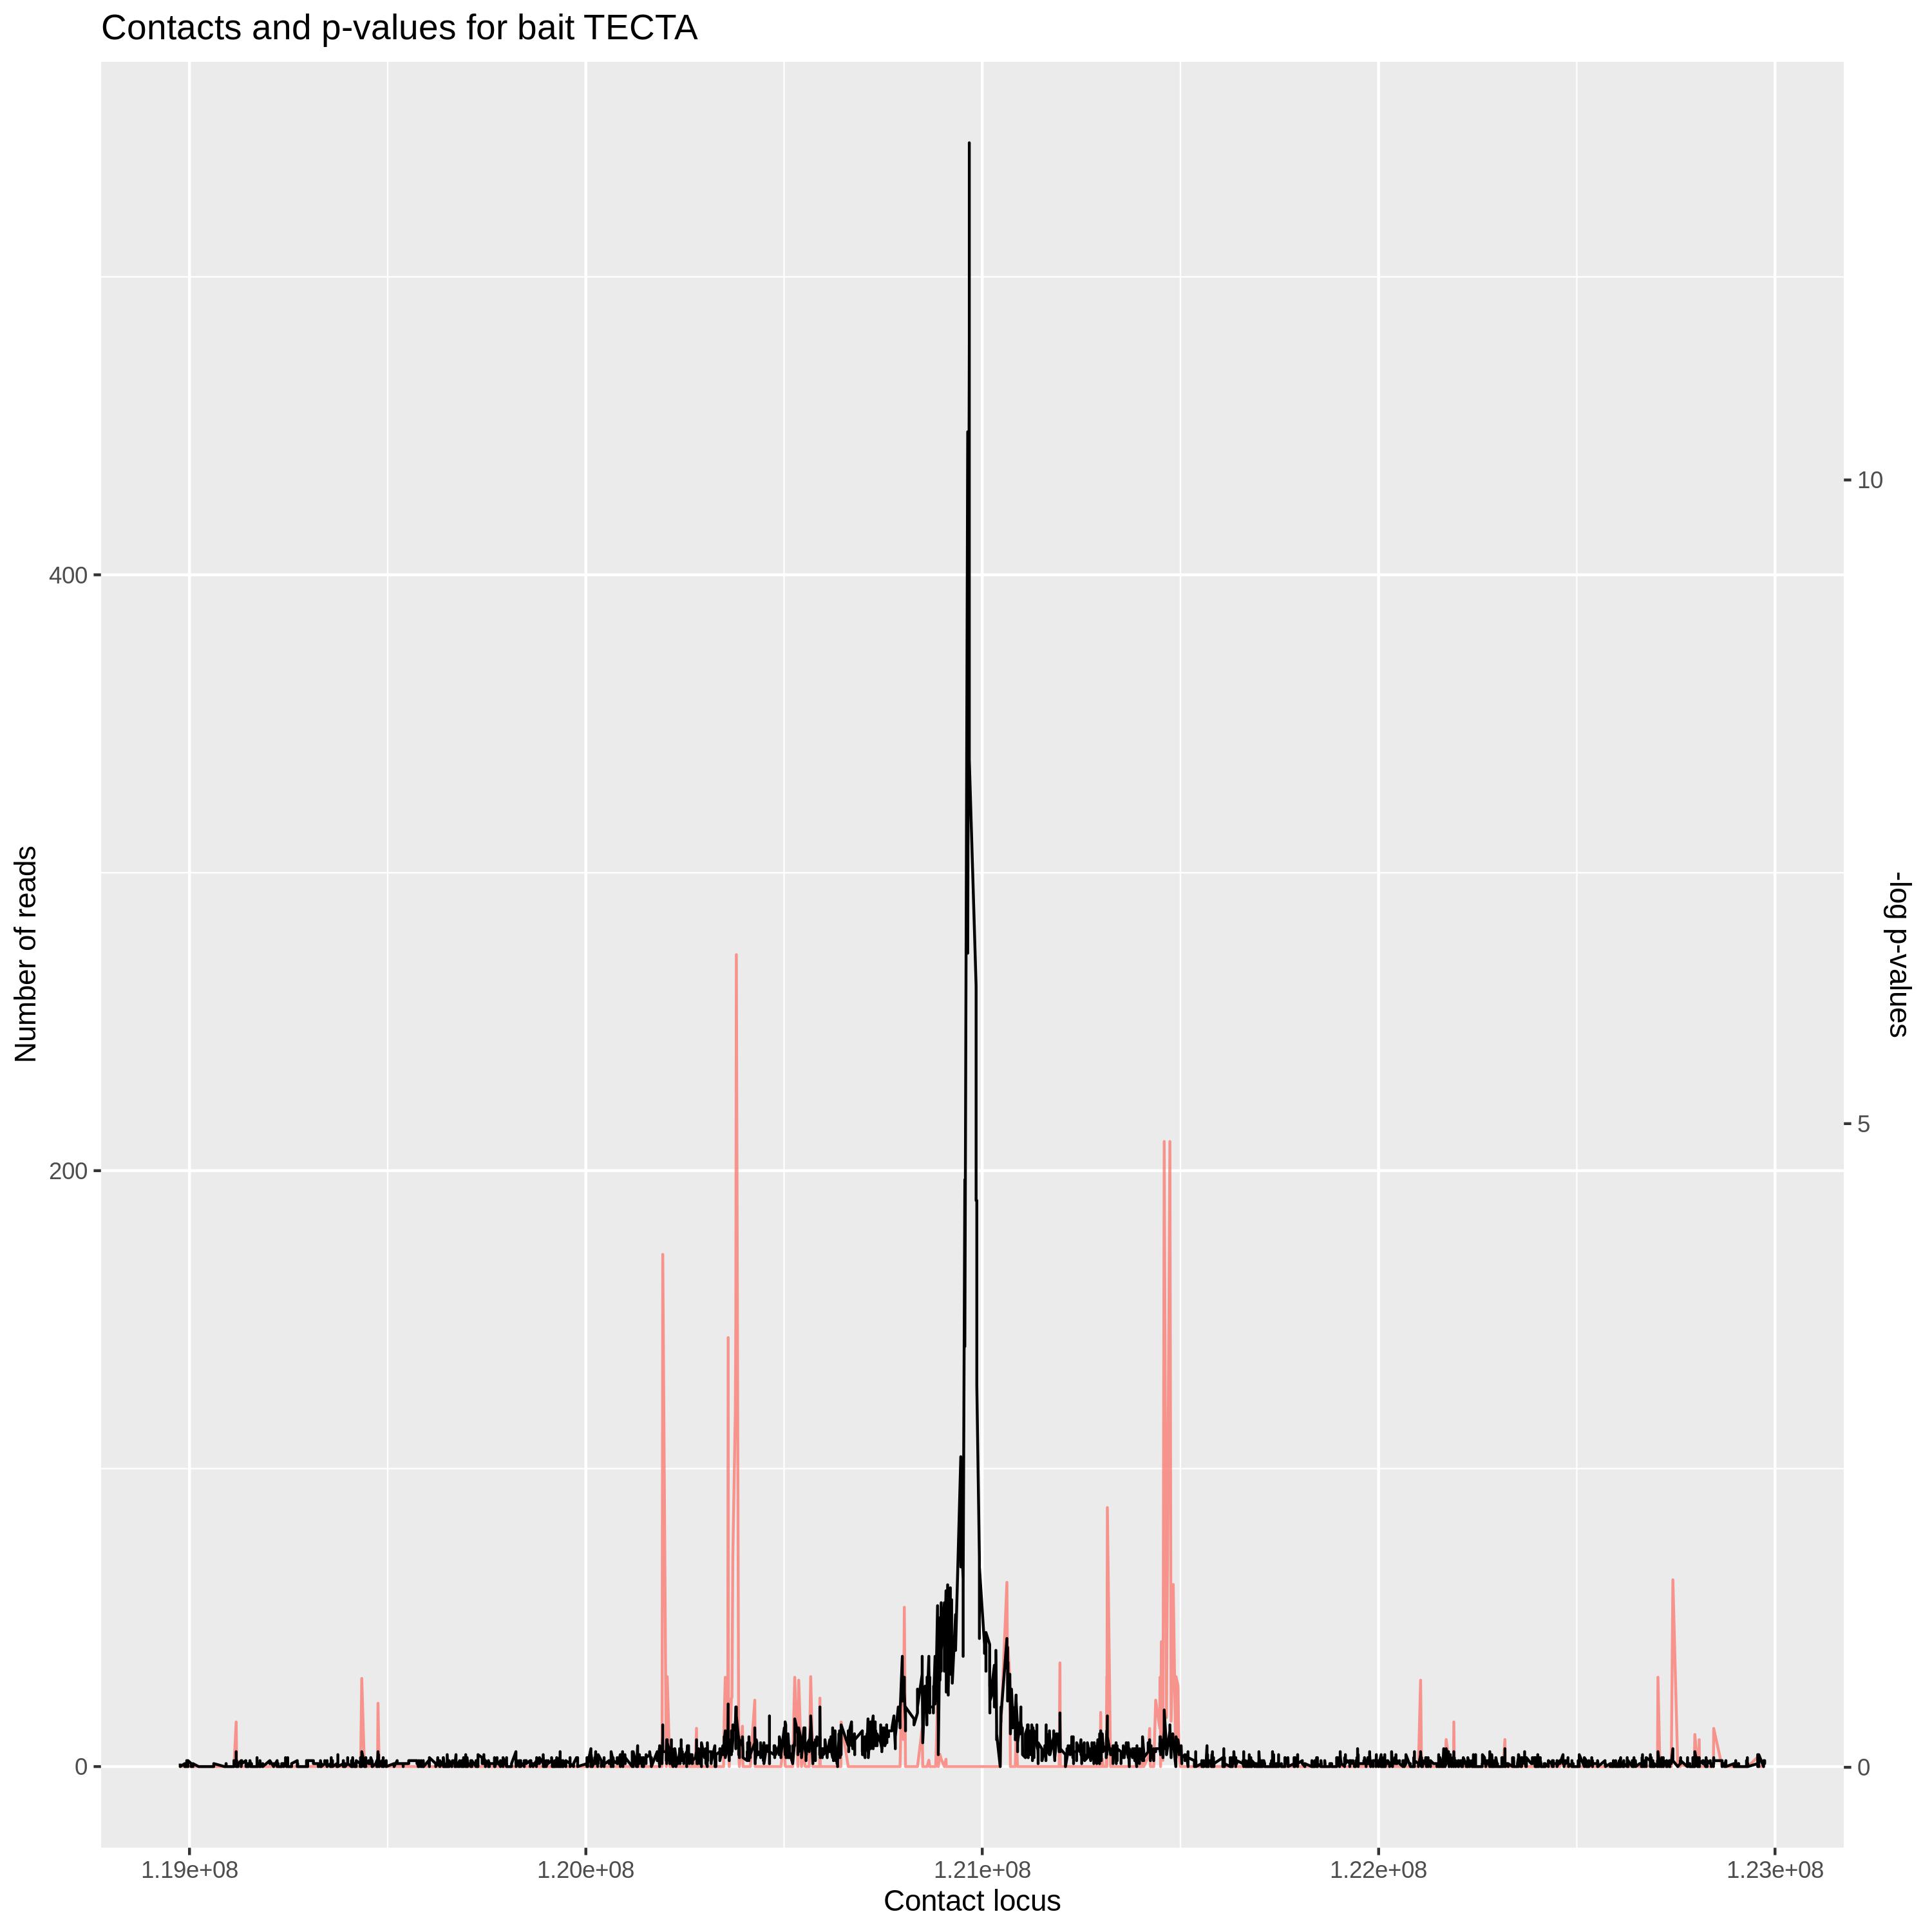 Contacts and p-values for bait TECTA
Number of reads
400
200
0
10
5
0
-log p-values
1.19e+08
1.20e+08
1.21e+08
1.22e+08
1.23e+08
Contact locus